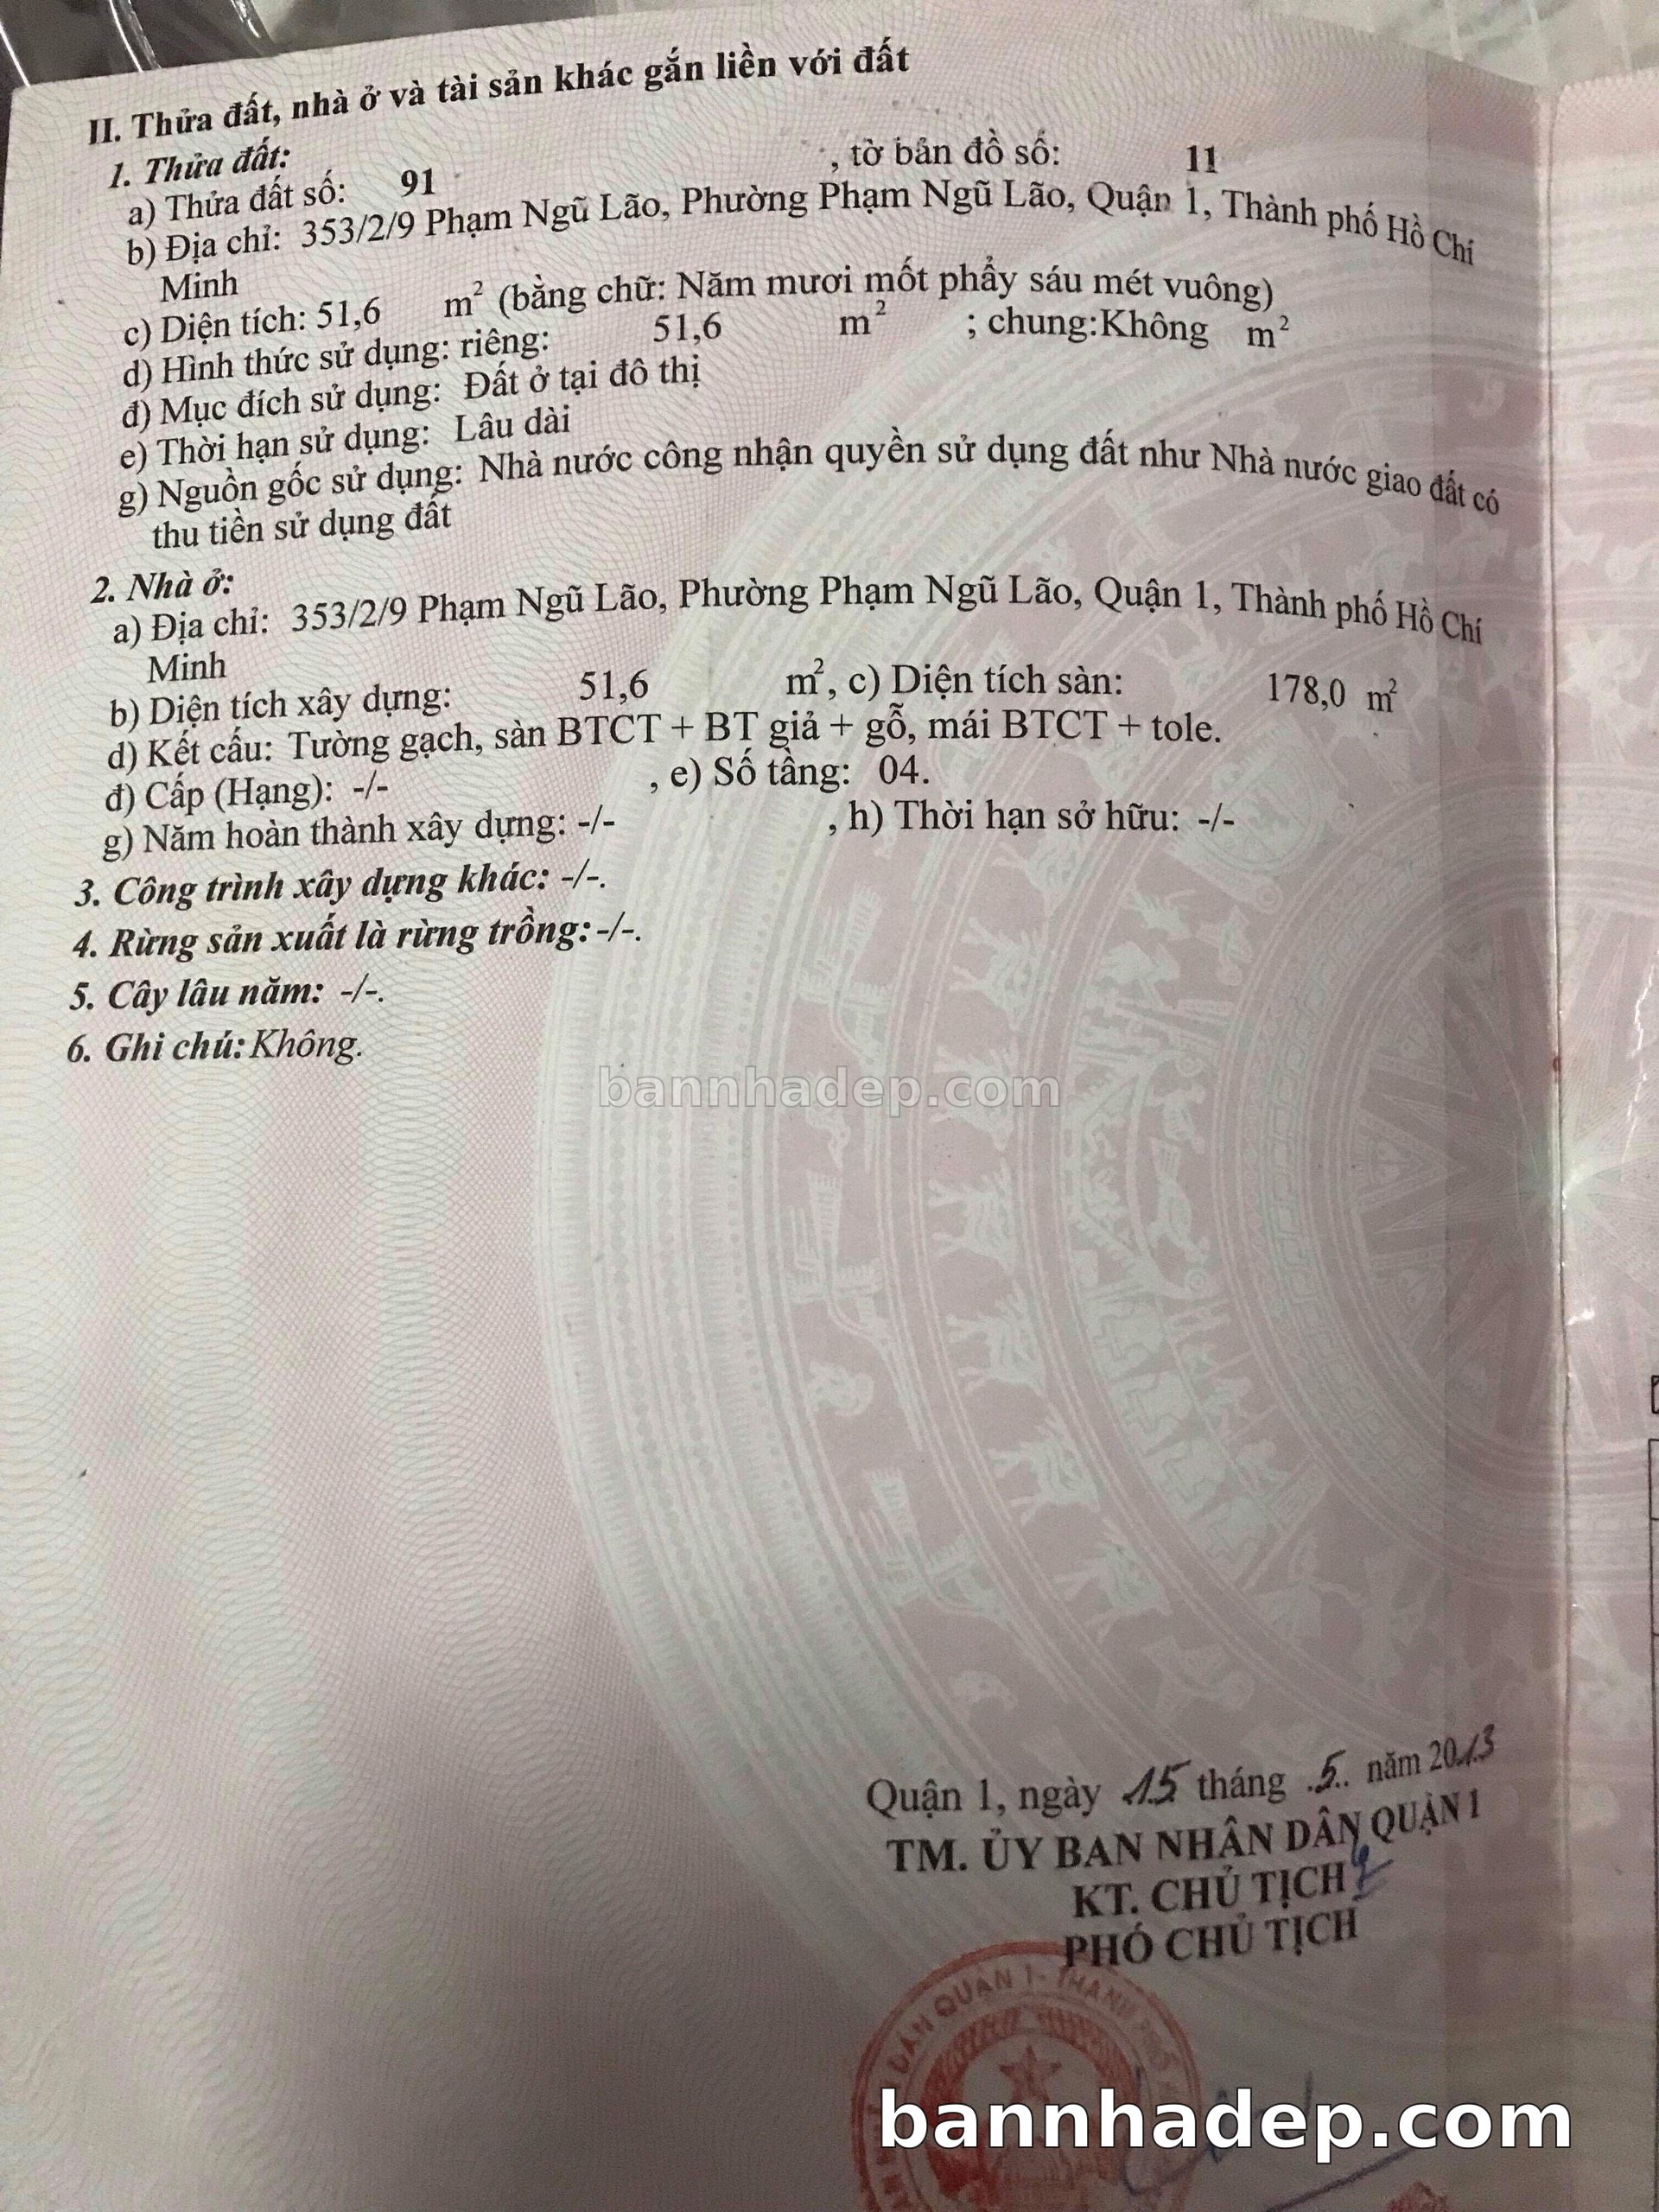 II. Thửa đất, nhà ở và tài sản khác gắn liền với đất
1. Thửa đất:
a) Thửa đất số: 91 , tờ bản đồ số: 11
b) Địa chỉ: 353/2/9 Phạm Ngũ Lão, Phường Phạm Ngũ Lão, Quận 1, Thành phố Hồ Chí
Minh
c) Diện tích: 51,6 m² (bằng chữ: Năm mươi mốt phẩy sáu mét vuông)
d) Hình thức sử dụng: riêng: 51,6 m² ; chung:Không m²
đ) Mục đích sử dụng: Đất ở tại đô thị
e) Thời hạn sử dụng: Lâu dài
g) Nguồn gốc sử dụng: Nhà nước công nhận quyền sử dụng đất như Nhà nước giao đất có
thu tiền sử dụng đất
2. Nhà ở:
a) Địa chỉ: 353/2/9 Phạm Ngũ Lão, Phường Phạm Ngũ Lão, Quận 1, Thành phố Hồ Chí
Minh
b) Diện tích xây dựng: 51,6 m², c) Diện tích sàn: 178,0 m²
d) Kết cấu: Tường gạch, sàn BTCT + BT giả + gỗ, mái BTCT + tole.
đ) Cấp (Hạng): -/- , e) Số tầng: 04.
g) Năm hoàn thành xây dựng: -/- , h) Thời hạn sở hữu: -/-
3. Công trình xây dựng khác: -/-.
4. Rừng sản xuất là rừng trồng: -/-.
5. Cây lâu năm: -/-.
6. Ghi chú: Không.
bannhadep.com
Quận 1, ngày 15 tháng .5.. năm 2013
TM. ỦY BAN NHÂN DÂN QUẬN 1
KT. CHỦ TỊCH
PHÓ CHỦ TỊCH
DÂN QUẬN 1 - THÀNH PHỐ
bannhadep.com